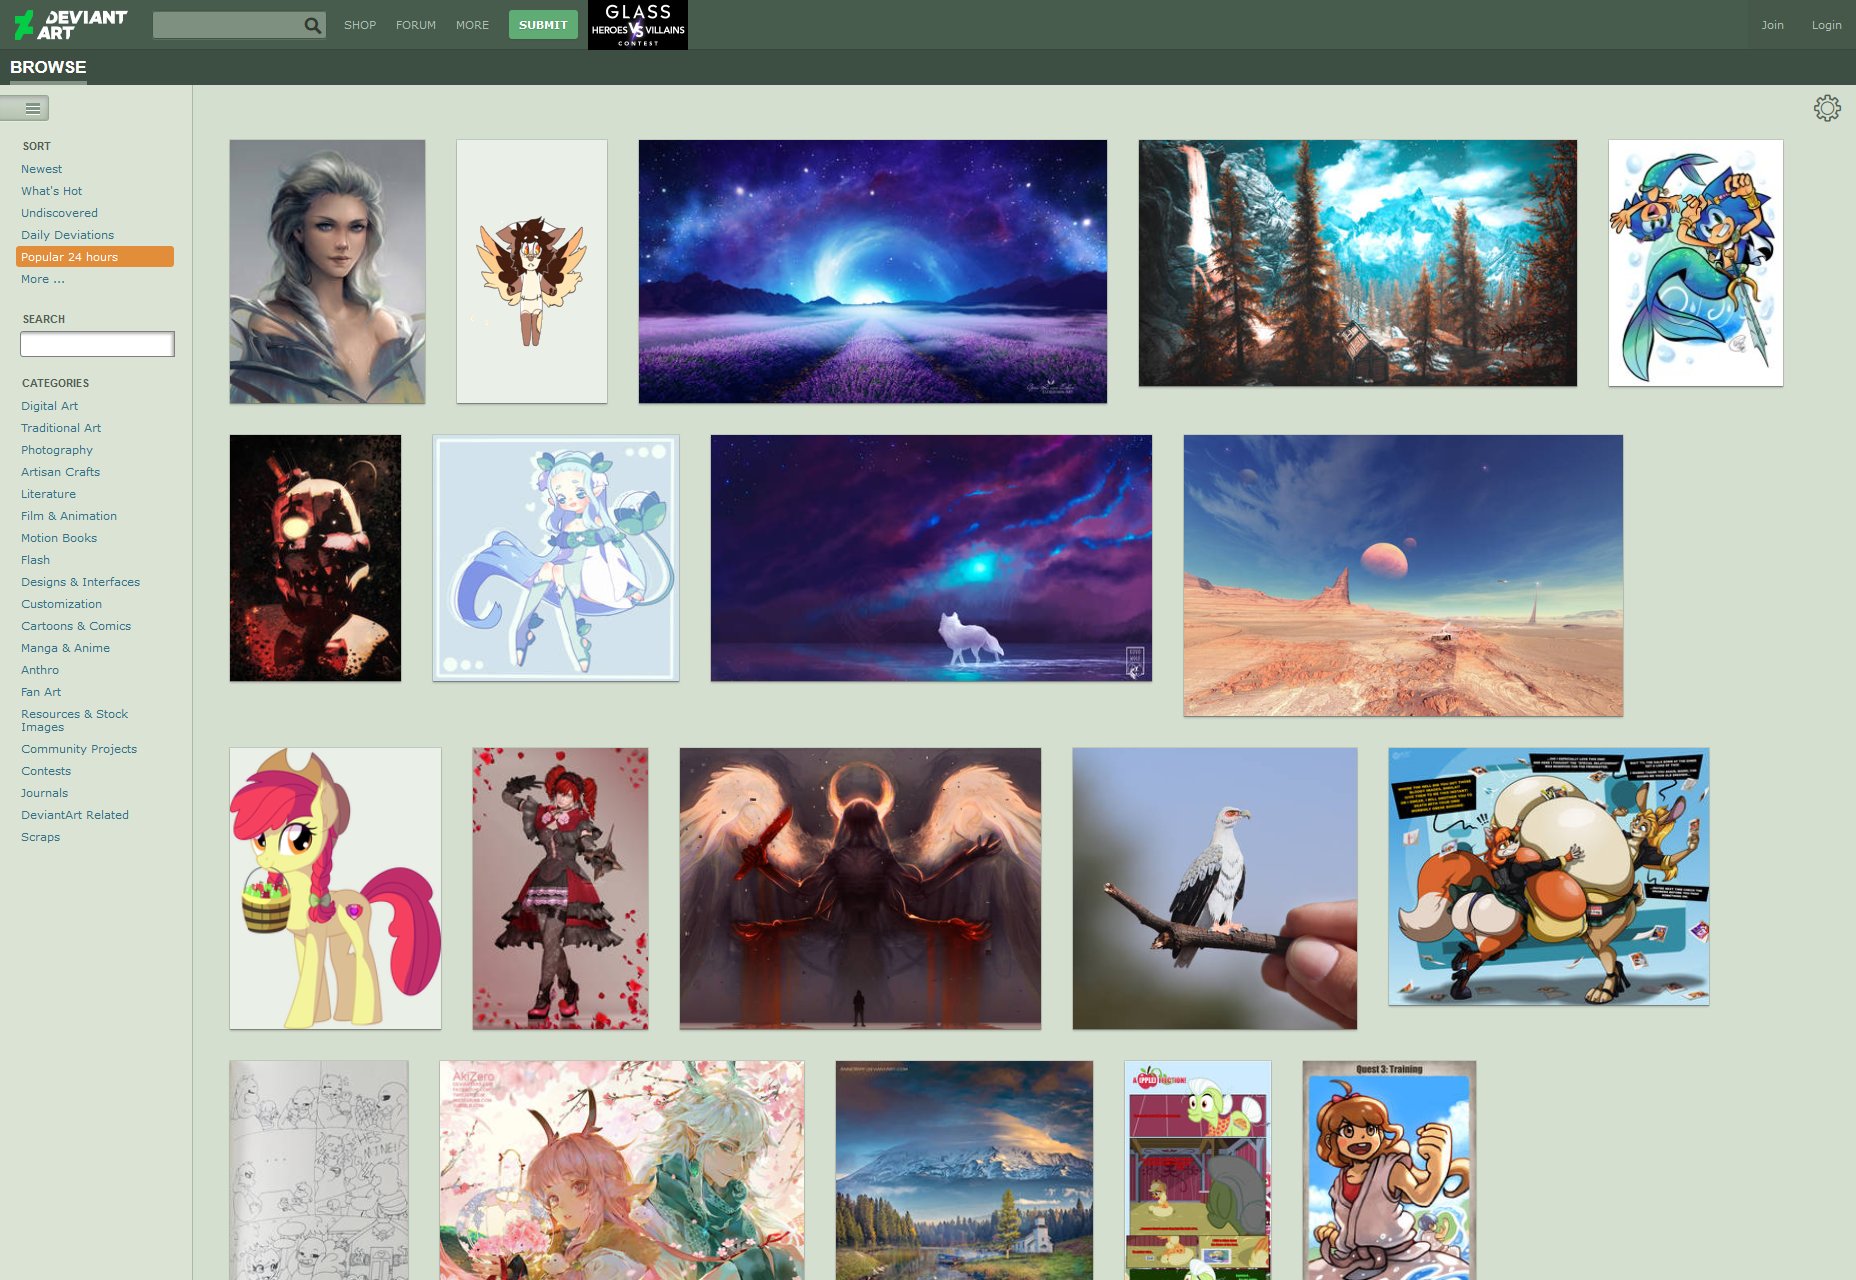 DEVIANT
ART
SHOP
FORUM
MORE
SUBMIT
GLASS
HEROES VS VILLAINS
CONTEST
Join
Login
BROWSE
SORT
Newest
What's Hot
Undiscovered
Daily Deviations
Popular 24 hours
More ...
SEARCH
CATEGORIES
Digital Art
Traditional Art
Photography
Artisan Crafts
Literature
Film & Animation
Motion Books
Flash
Designs & Interfaces
Customization
Cartoons & Comics
Manga & Anime
Anthro
Fan Art
Resources & Stock
Images
Community Projects
Contests
Journals
DeviantArt Related
Scraps
AkiZero
MINE!
Quest 3: Training